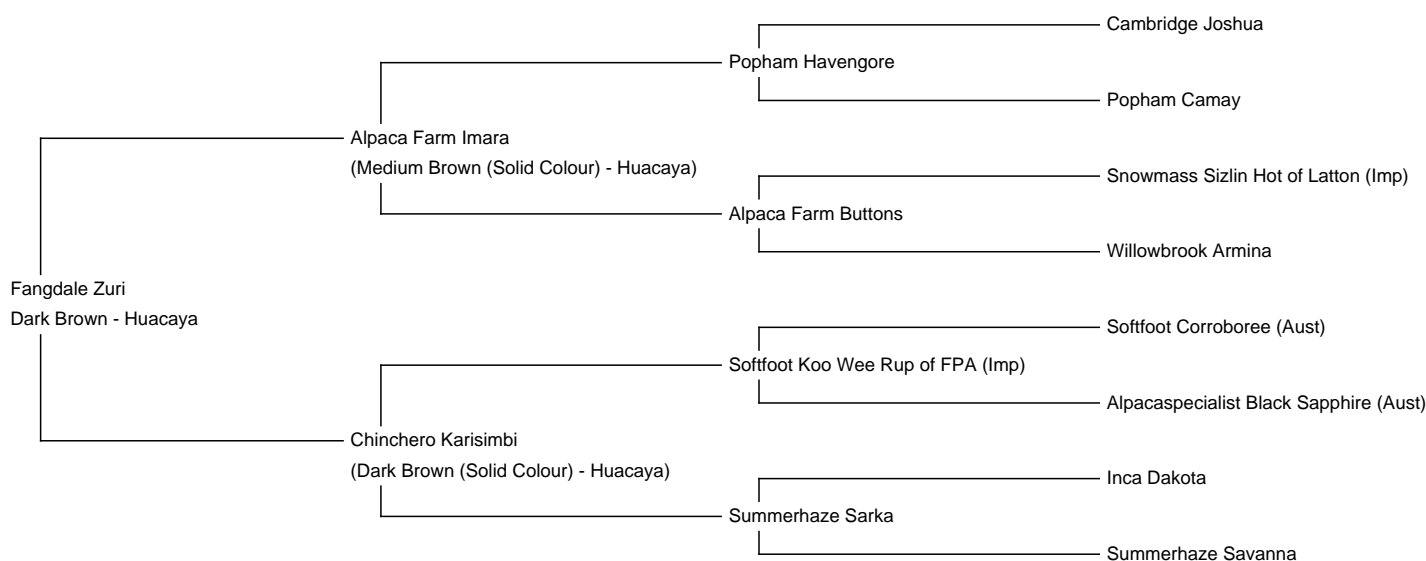 Cambridge Joshua
Popham Havengore
Popham Camay
Alpaca Farm Imara
(Medium Brown (Solid Colour) - Huacaya)
Snowmass Sizlin Hot of Latton (Imp)
Alpaca Farm Buttons
Willowbrook Armina
Fangdale Zuri
Dark Brown - Huacaya
Softfoot Corroboree (Aust)
Softfoot Koo Wee Rup of FPA (Imp)
Alpacaspecialist Black Sapphire (Aust)
Chinchero Karisimbi
(Dark Brown (Solid Colour) - Huacaya)
Inca Dakota
Summerhaze Sarka
Summerhaze Savanna